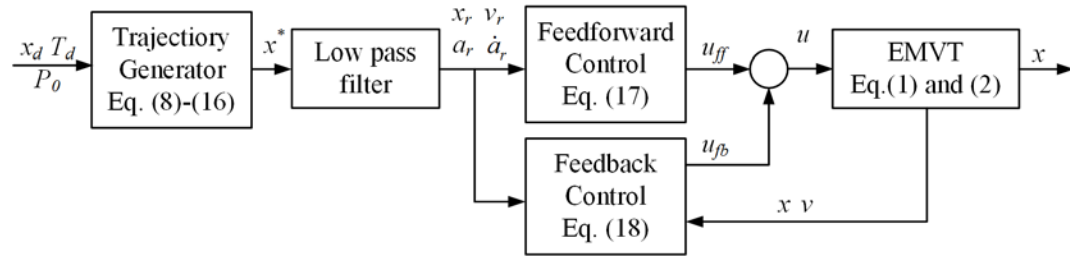 x_d T_d
P_0
Trajectiory
Generator
Eq. (8)-(16)
x*
Low pass
filter
x_r v_r
a_r ȧ_r
Feedforward
Control
Eq. (17)
u_ff
u
EMVT
Eq.(1) and (2)
x
Feedback
Control
Eq. (18)
u_fb
x v